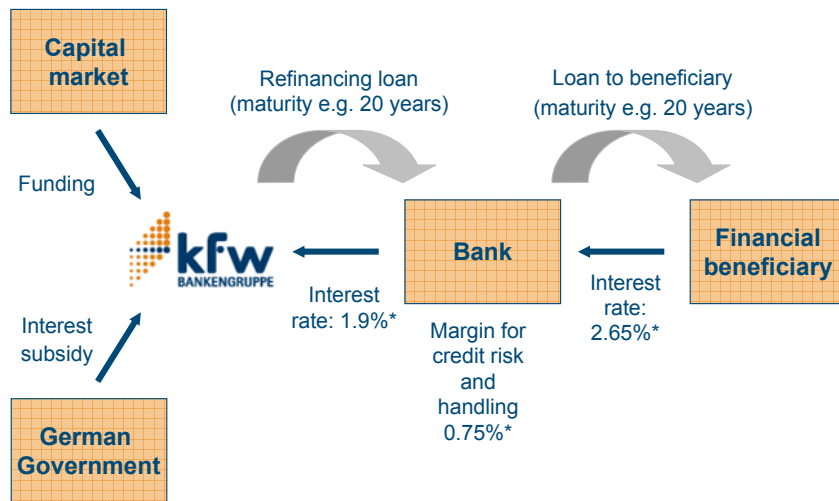 Capital
market
Refinancing loan
(maturity e.g. 20 years)
Loan to beneficiary
(maturity e.g. 20 years)
Funding
kfw
BANKENGRUPPE
Bank
Financial
beneficiary
Interest
rate: 1.9%*
Interest
rate:
2.65%*
Margin for
credit risk
and
handling
0.75%*
Interest
subsidy
German
Government